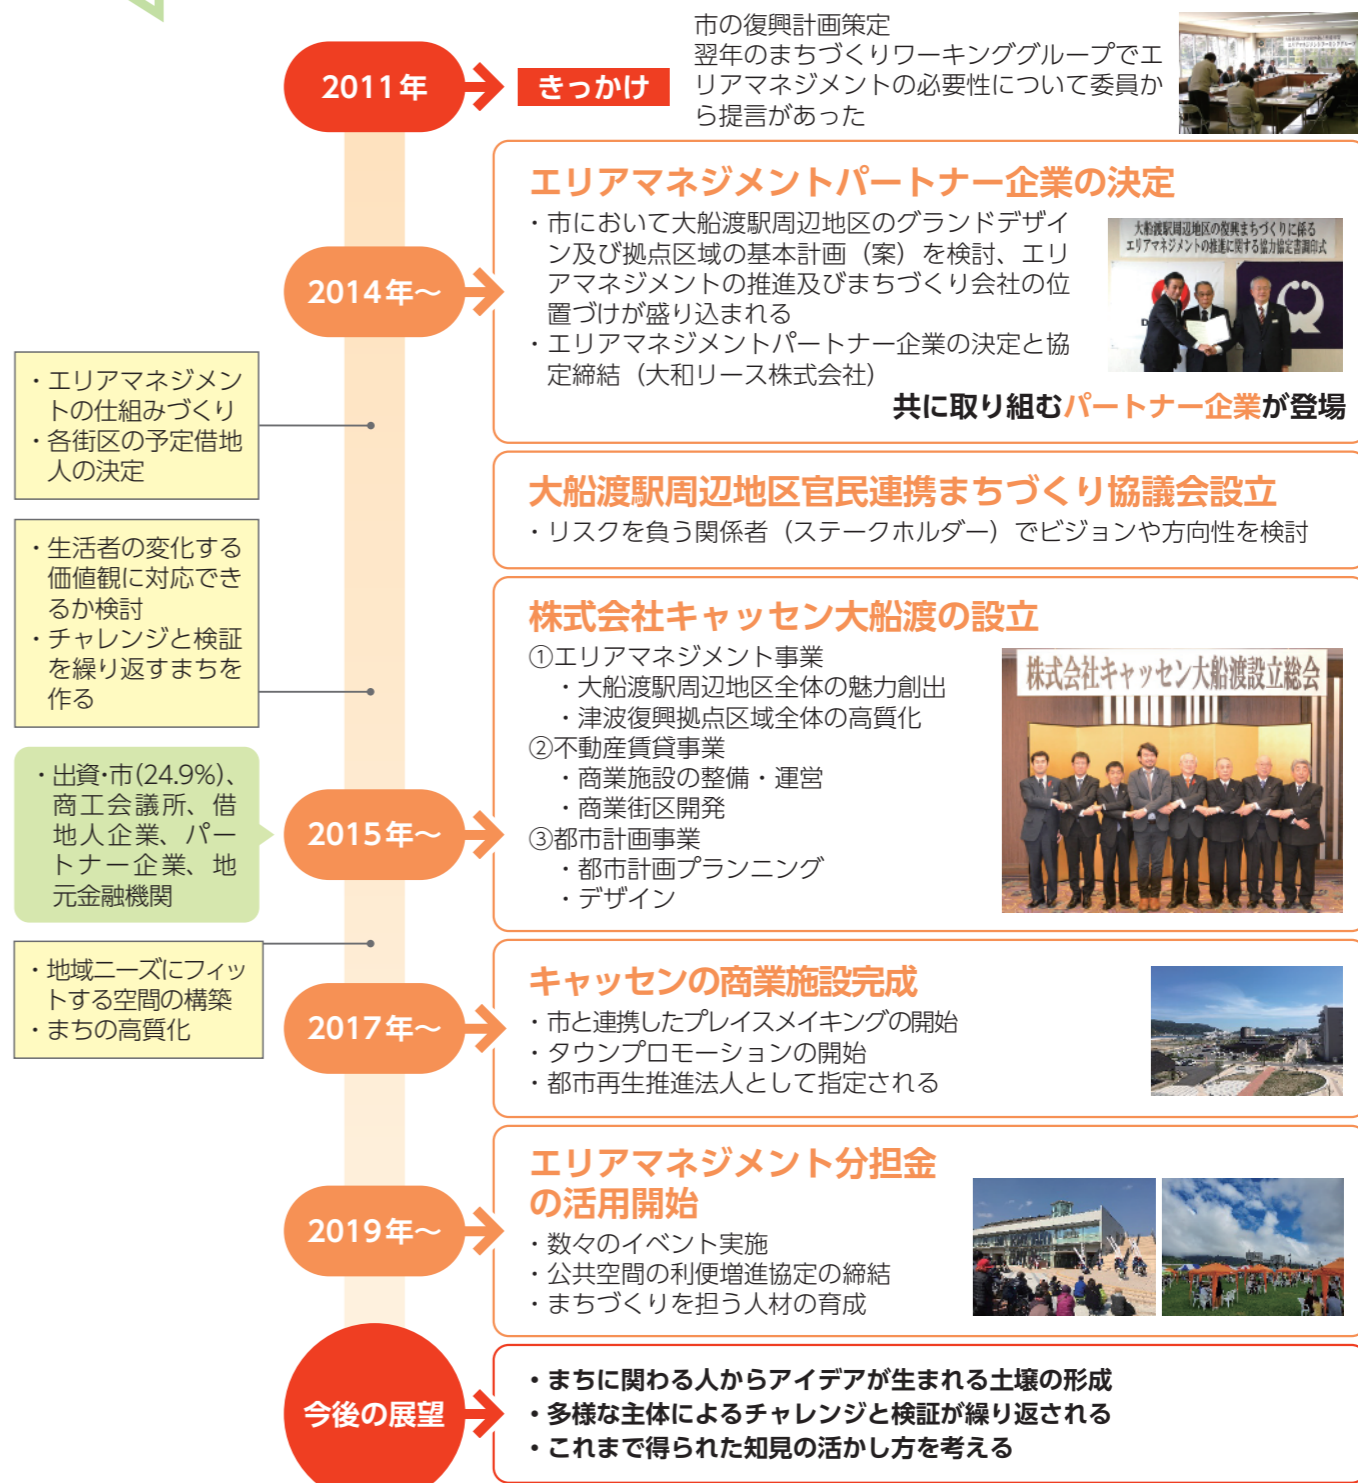 2011年
きっかけ
市の復興計画策定
翌年のまちづくりワーキンググループでエ
リアマネジメントの必要性について委員か
ら提言があった
2014年～
エリアマネジメントパートナー企業の決定
・市において大船渡駅周辺地区のグランドデザイ
ン及び拠点区域の基本計画（案）を検討、エリ
アマネジメントの推進及びまちづくり会社の位
置づけが盛り込まれる
・エリアマネジメントパートナー企業の決定と協
定締結（大和リース株式会社）
大船渡駅周辺地区の復興まちづくりに係る
エリアマネジメントの推進に関する協力協定書調印式
共に取り組むパートナー企業が登場
・エリアマネジメン
トの仕組みづくり
・各街区の予定借地
人の決定
大船渡駅周辺地区官民連携まちづくり協議会設立
・リスクを負う関係者（ステークホルダー）でビジョンや方向性を検討
・生活者の変化する
価値観に対応でき
るか検討
・チャレンジと検証
を繰り返すまちを
作る
・出資・市(24.9%)、
商工会議所、借
地人企業、パー
トナー企業、地
元金融機関
2015年～
株式会社キャッセン大船渡の設立
①エリアマネジメント事業
・大船渡駅周辺地区全体の魅力創出
・津波復興拠点区域全体の高質化
②不動産賃貸事業
・商業施設の整備・運営
・商業街区開発
③都市計画事業
・都市計画プランニング
・デザイン
株式会社キャッセン大船渡設立総会
・地域ニーズにフィッ
トする空間の構築
・まちの高質化
2017年～
キャッセンの商業施設完成
・市と連携したプレイスメイキングの開始
・タウンプロモーションの開始
・都市再生推進法人として指定される
2019年～
エリアマネジメント分担金
の活用開始
・数々のイベント実施
・公共空間の利便増進協定の締結
・まちづくりを担う人材の育成
今後の展望
・まちに関わる人からアイデアが生まれる土壌の形成
・多様な主体によるチャレンジと検証が繰り返される
・これまで得られた知見の活かし方を考える